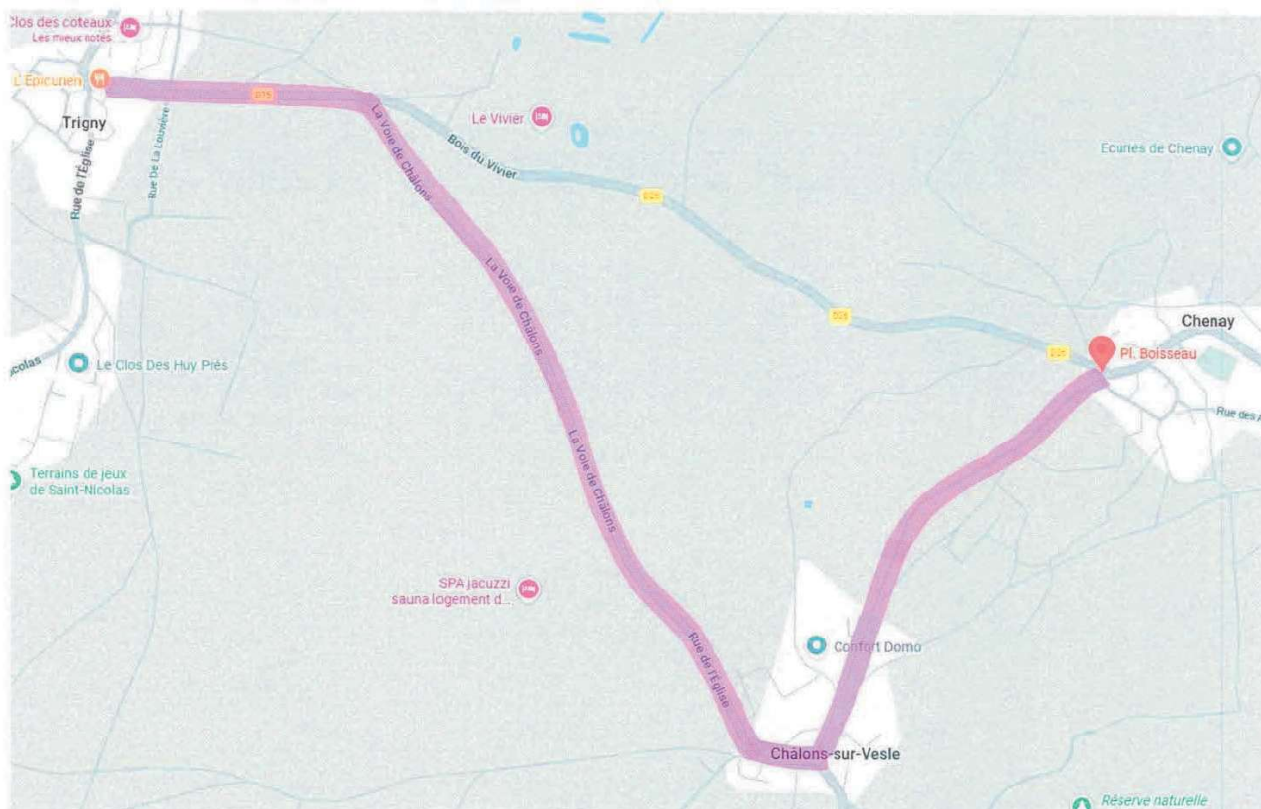 Clos des coteaux
Les mieux notés
L'Epicurien
Trigny
Rue de l'Église
Rue De La Louvière
La Voie de Châlons
Le Vivier
Bois du Vivier
Ecuries de Chenay
D26
La Voie de Châlons
D26
D26
Chenay
Pl. Boisseau
Le Clos Des Huy Prés
La Voie de Châlons
Terrains de jeux
de Saint-Nicolas
SPA jacuzzi
sauna logement d...
Confort Domo
Rue de l'Église
Châlons-sur-Vesle
Réserve naturelle